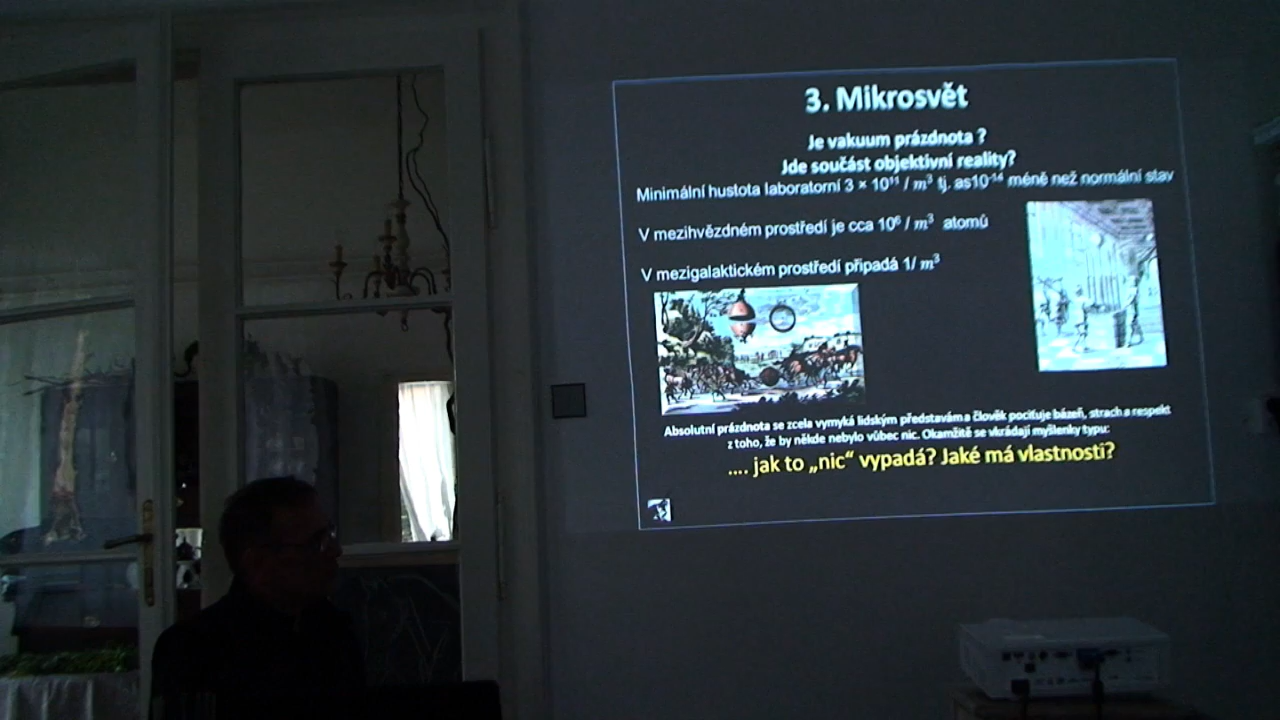 3. Mikrosvět
Je vakuum prázdnota ?
Jde součást objektivní reality?
Minimální hustota laboratorní 3 × 10¹¹ / m³ tj. as10⁻¹⁴ méně než normální stav
V mezihvězdném prostředí je cca 10⁶ / m³ atomů
V mezigalaktickém prostředí připadá 1/ m³
Absolutní prázdnota se zcela vymyká lidským představám a člověk pociťuje bázeň, strach a respekt
z toho, že by někde nebylo vůbec nic. Okamžitě se vkrádají myšlenky typu:
.... jak to „nic“ vypadá? Jaké má vlastnosti?